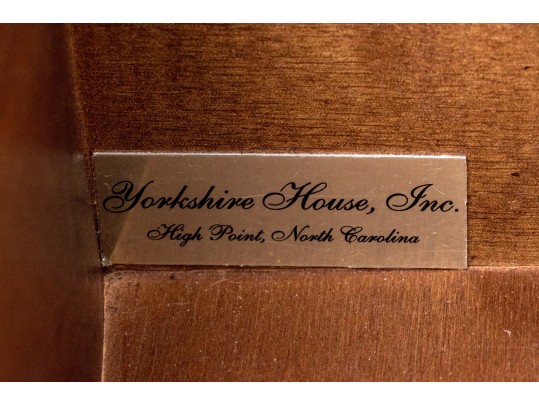 Yorkshire House, Inc.
High Point, North Carolina